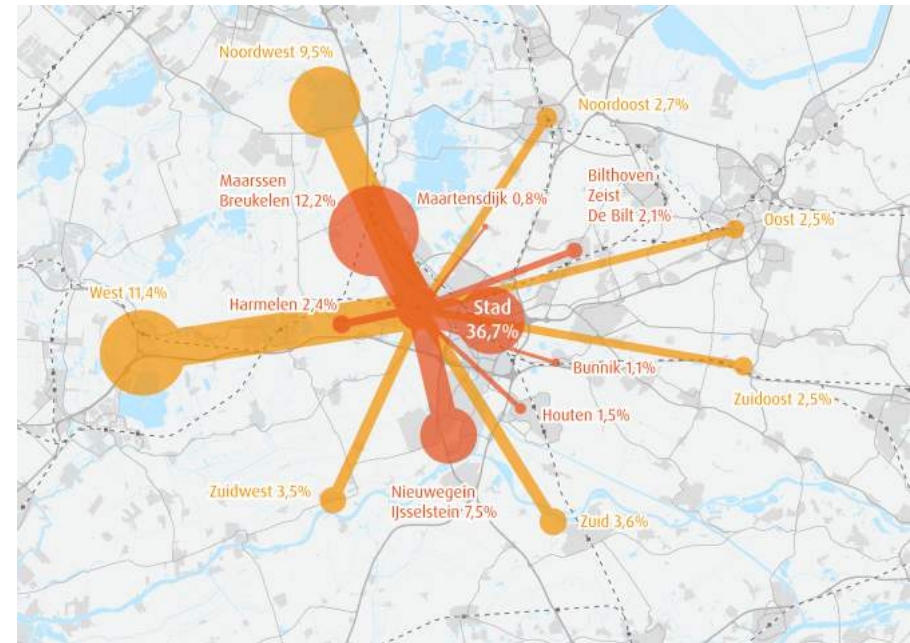 Noordwest 9,5%
Noordoost 2,7%
Maarssen
Breukelen 12,2%
Maartensdijk 0,8%
Bilthoven
Zeist
De Bilt 2,1%
Oost 2,5%
West 11,4%
Harmelen 2,4%
Stad
36,7%
Bunnik 1,1%
Zuidoost 2,5%
Houten 1,5%
Zuidwest 3,5%
Nieuwegein
IJsselstein 7,5%
Zuid 3,6%